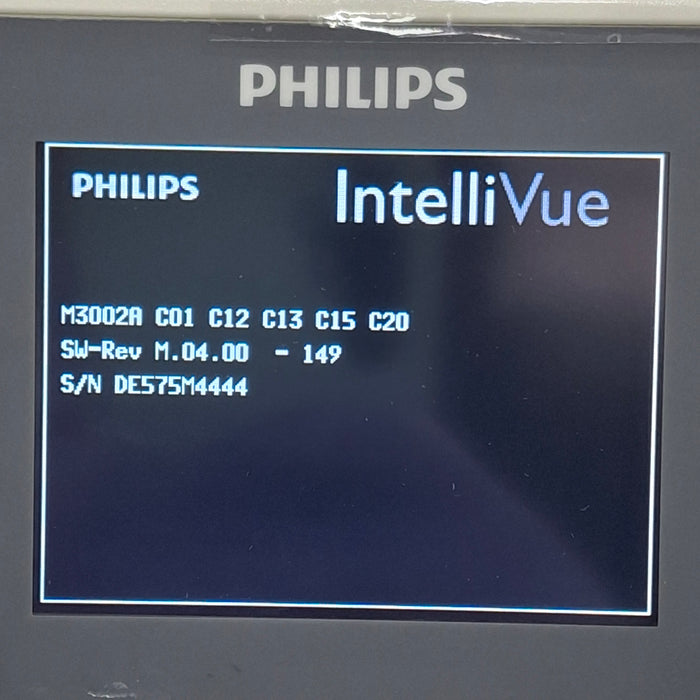 PHILIPS
PHILIPS IntelliVue
M3002A C01 C12 C13 C15 C20
SW-Rev M.04.00 - 149
S/N DE575M4444